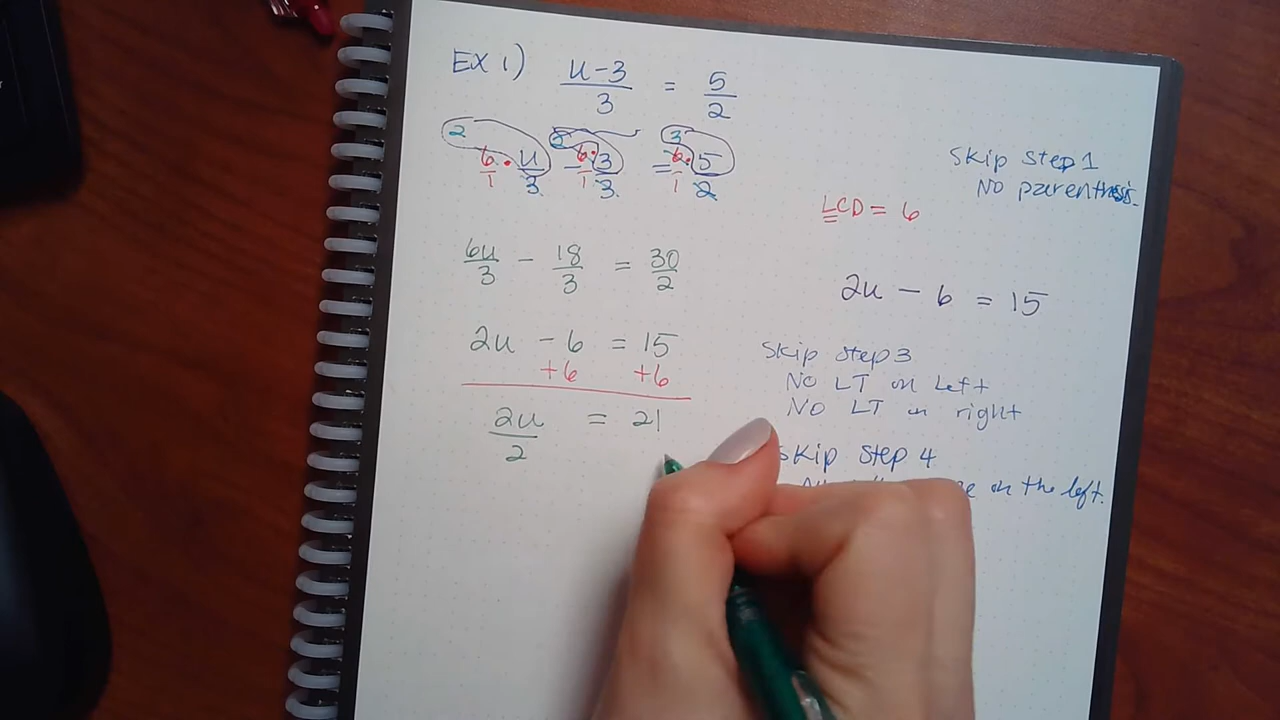 EX 1) u-3/3 = 5/2
2 3
6/1 • u/3 - 6/1 • 3/3 = 6/1 • 5/2
6u/3 - 18/3 = 30/2
2u - 6 = 15
+6 +6
2u/2 = 21
Skip Step 1
No parenthesis.
LCD = 6
2u - 6 = 15
Skip Step 3
No LT on Left
No LT on right
Skip Step 4
on the left.